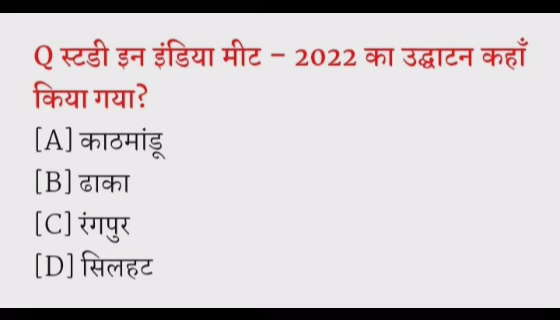 Q स्टडी इन इंडिया मीट – 2022 का उद्घाटन कहाँ
किया गया?
[A] काठमांडू
[B] ढाका
[C] रंगपुर
[D] सिलहट